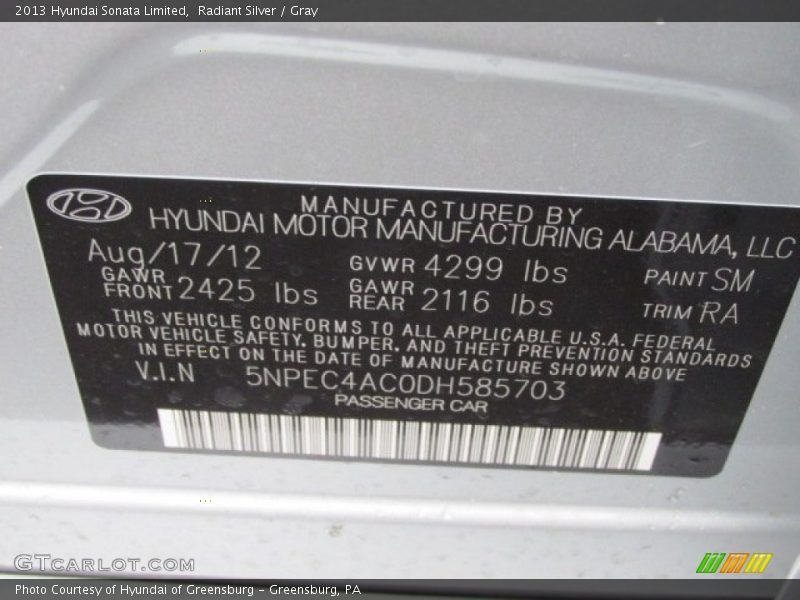 2013 Hyundai Sonata Limited, Radiant Silver / Gray
MANUFACTURED BY
HYUNDAI MOTOR MANUFACTURING ALABAMA, LLC
Aug/17/12 GVWR 4299 lbs PAINT SM
GAWR FRONT 2425 lbs GAWR REAR 2116 lbs TRIM RA
THIS VEHICLE CONFORMS TO ALL APPLICABLE U.S.A. FEDERAL
MOTOR VEHICLE SAFETY, BUMPER, AND THEFT PREVENTION STANDARDS
IN EFFECT ON THE DATE OF MANUFACTURE SHOWN ABOVE
V.I.N 5NPEC4AC0DH585703
PASSENGER CAR
GTCARLOT.COM
Photo Courtesy of Hyundai of Greensburg - Greensburg, PA